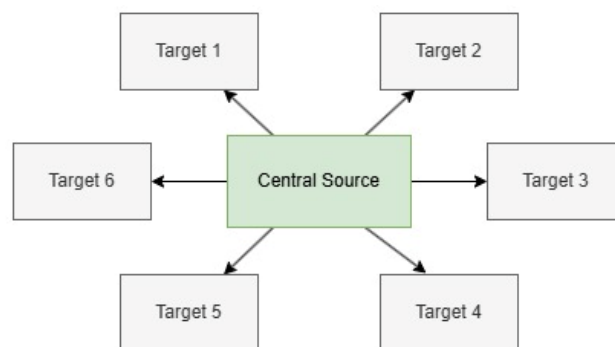 Target 1
Target 2
Target 6
Central Source
Target 3
Target 5
Target 4